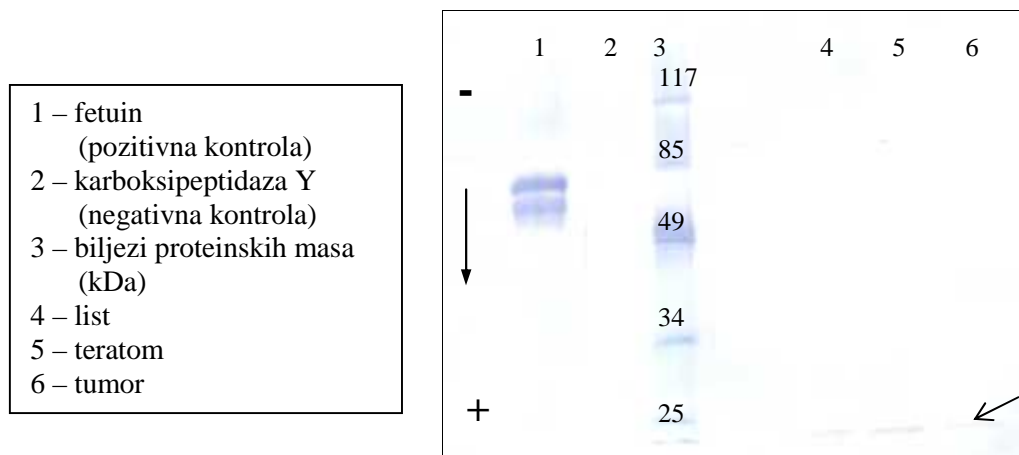 1 – fetuin
(pozitivna kontrola)
2 – karboksipeptidaza Y
(negativna kontrola)
3 – biljezi proteinskih masa
(kDa)
4 – list
5 – teratom
6 – tumor
1 2 3 4 5 6
117
-
85
49
34
+ 25